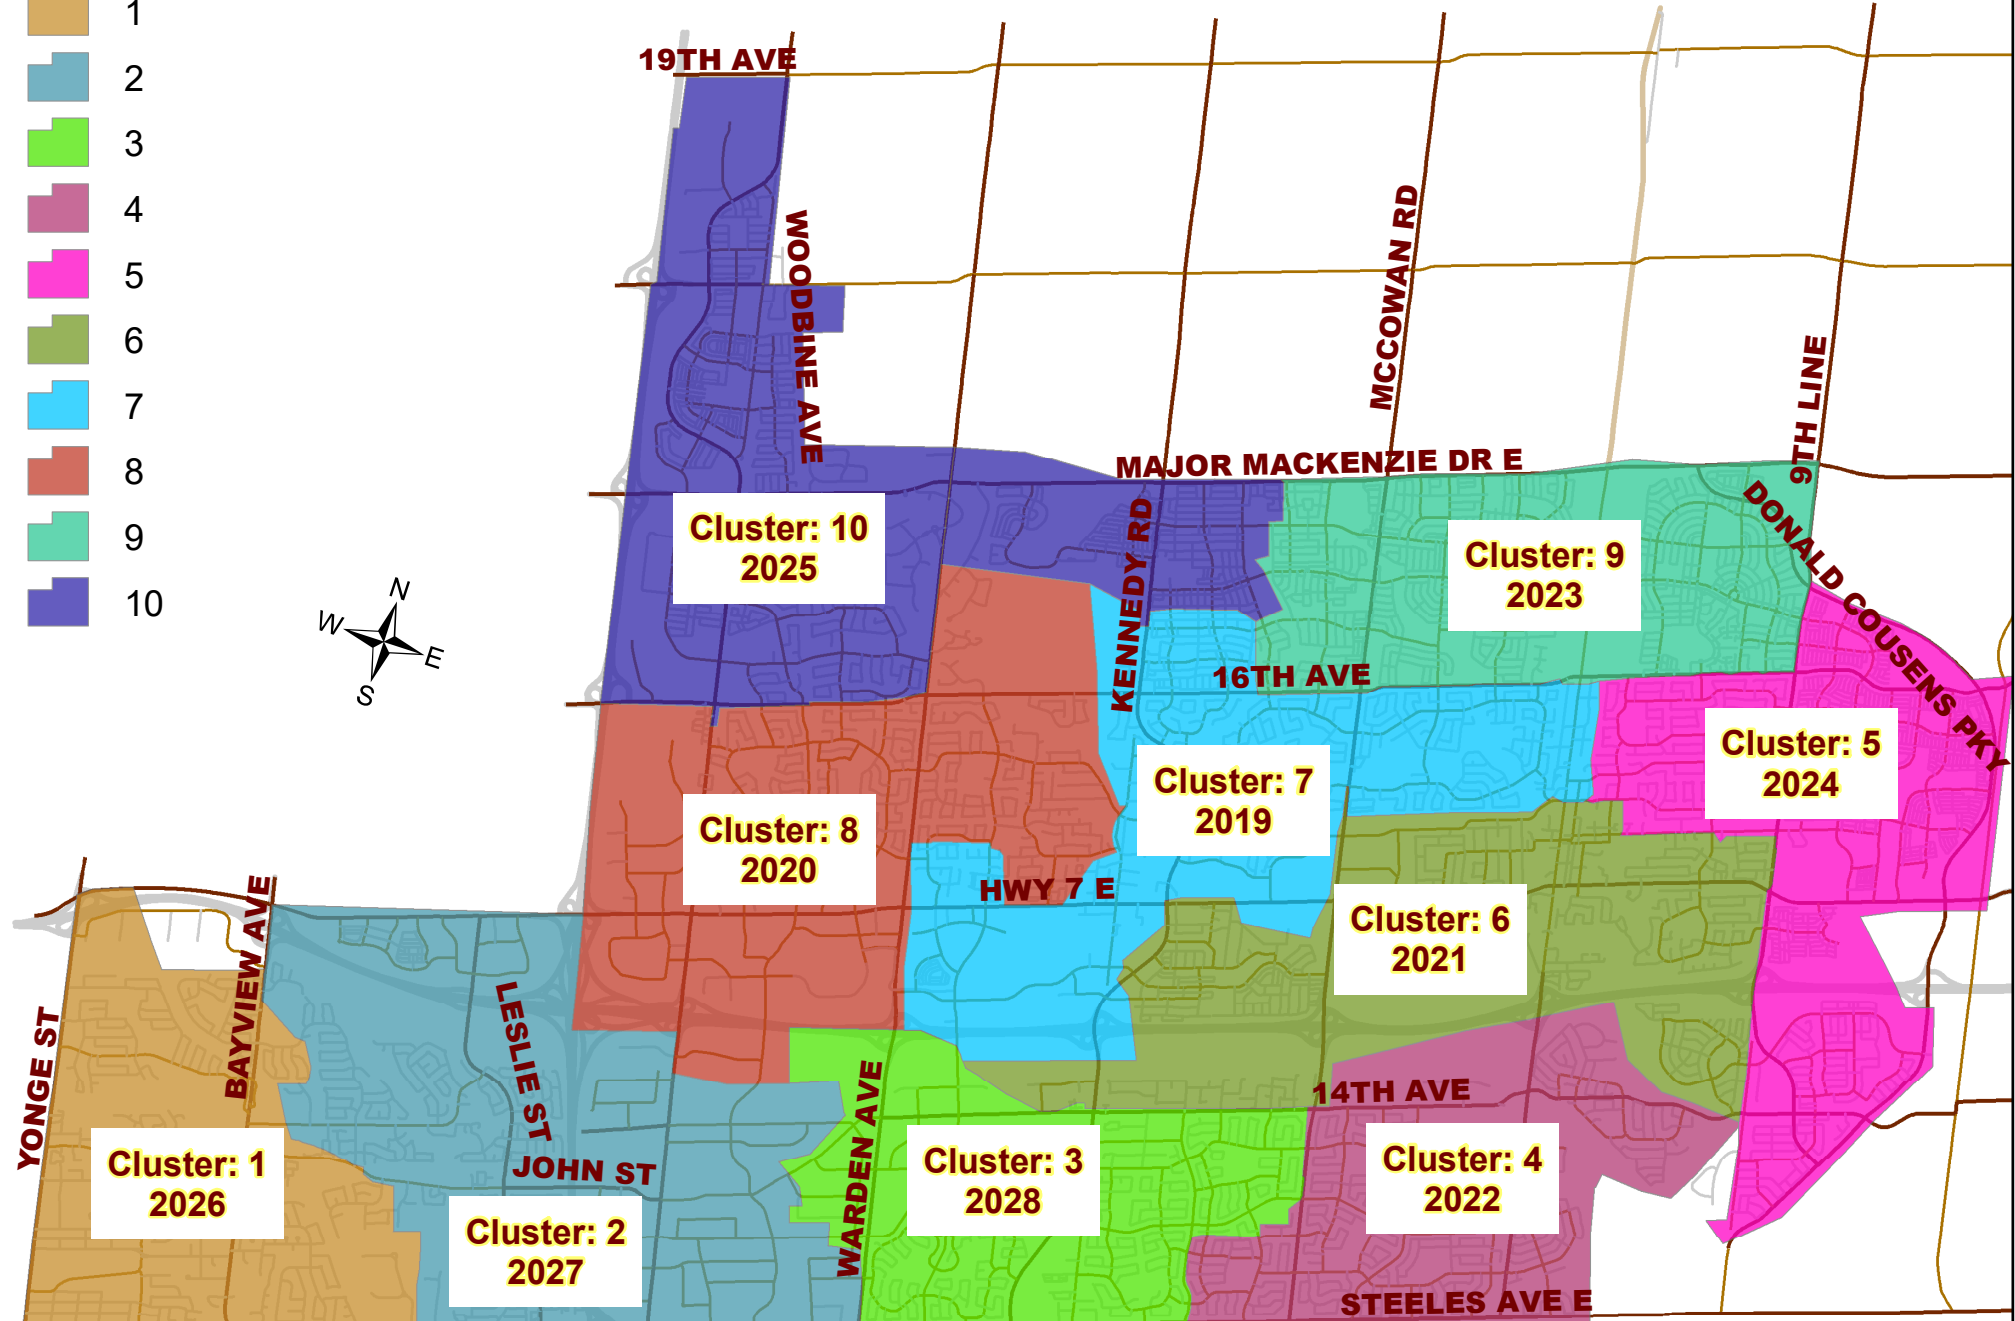 1
2
3
4
5
6
7
8
9
10
N
W
E
S
19TH AVE
WOODBINE AVE
MCCOWAN RD
9TH LINE
MAJOR MACKENZIE DR E
DONALD COUSENS PKY
KENNEDY RD
Cluster: 10
2025
Cluster: 9
2023
16TH AVE
Cluster: 5
2024
Cluster: 7
2019
Cluster: 8
2020
HWY 7 E
Cluster: 6
2021
BAYVIEW AVE
YONGE ST
LESLIE ST
WARDEN AVE
14TH AVE
Cluster: 1
2026
JOHN ST
Cluster: 3
2028
Cluster: 4
2022
Cluster: 2
2027
STEELES AVE E